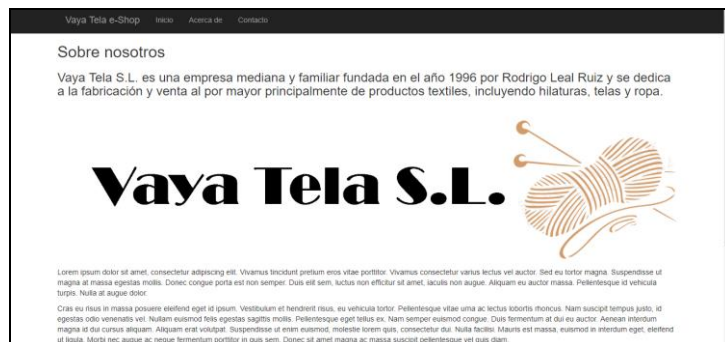 Vaya Tela e-Shop Inicio Acerca de Contacto
Sobre nosotros
Vaya Tela S.L. es una empresa mediana y familiar fundada en el año 1996 por Rodrigo Leal Ruiz y se dedica
a la fabricación y venta al por mayor principalmente de productos textiles, incluyendo hilaturas, telas y ropa.
Vaya Tela S.L.
Lorem ipsum dolor sit amet, consectetur adipiscing elit. Vivamus tincidunt pretium eros vitae porttitor. Vivamus consectetur varius lectus vel auctor. Sed eu tortor magna. Suspendisse ut
magna at massa egestas mollis. Donec congue porta est non semper. Duis elit sem, luctus non efficitur sit amet, iaculis non augue. Aliquam eu auctor massa. Pellentesque id vehicula
turpis. Nulla at augue dolor.
Cras eu risus in massa posuere eleifend eget id ipsum. Vestibulum et hendrerit risus, eu vehicula tortor. Pellentesque vitae urna ac lectus lobortis rhoncus. Nam suscipit tempus justo, id
egestas odio venenatis vel. Nullam euismod felis egestas sagittis mollis. Pellentesque eget tellus ex. Nam semper euismod congue. Duis fermentum at dui eu auctor. Aenean interdum
magna id dui cursus aliquam. Aliquam erat volutpat. Suspendisse ut enim euismod, molestie lorem quis, consectetur dui. Nulla facilisi. Mauris est massa, euismod in interdum eget, eleifend
ut ligula. Morbi nec augue ac neque fermentum porttitor in quis sem. Donec sit amet magna ac massa suscipit pellentesque vel quis diam.